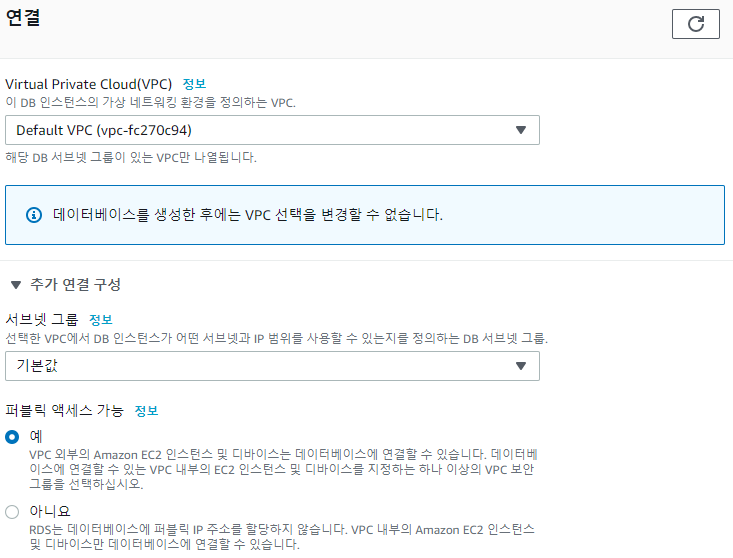 연결
Virtual Private Cloud(VPC) 정보
이 DB 인스턴스의 가상 네트워킹 환경을 정의하는 VPC.
Default VPC (vpc-fc270c94)
해당 DB 서브넷 그룹이 있는 VPC만 나열됩니다.
데이터베이스를 생성한 후에는 VPC 선택을 변경할 수 없습니다.
추가 연결 구성
서브넷 그룹 정보
선택한 VPC에서 DB 인스턴스가 어떤 서브넷과 IP 범위를 사용할 수 있는지를 정의하는 DB 서브넷 그룹.
기본값
퍼블릭 액세스 가능 정보
예
VPC 외부의 Amazon EC2 인스턴스 및 디바이스는 데이터베이스에 연결할 수 있습니다. 데이터베
이스에 연결할 수 있는 VPC 내부의 EC2 인스턴스 및 디바이스를 지정하는 하나 이상의 VPC 보안
그룹을 선택하십시오.
아니요
RDS는 데이터베이스에 퍼블릭 IP 주소를 할당하지 않습니다. VPC 내부의 Amazon EC2 인스턴스
및 디바이스만 데이터베이스에 연결할 수 있습니다.